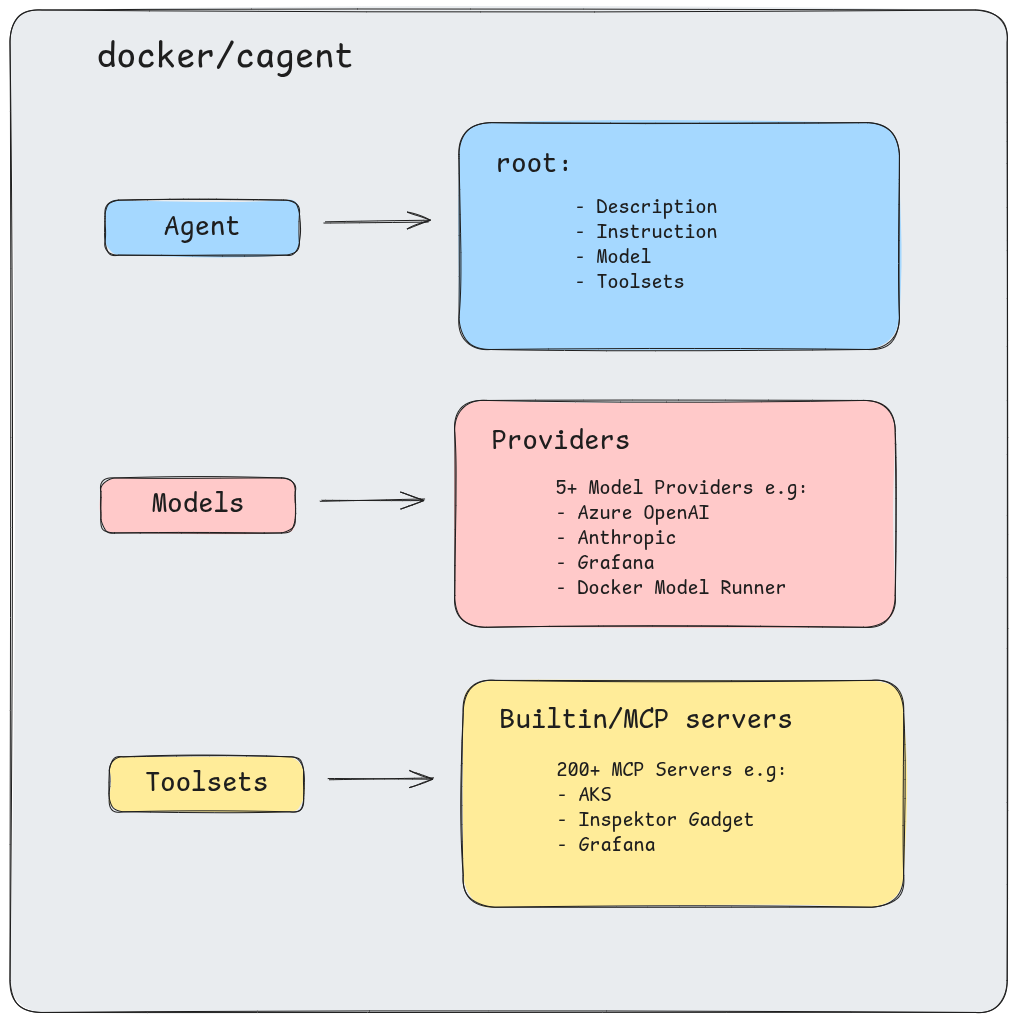 docker/cagent
Agent
root:
- Description
- Instruction
- Model
- Toolsets
Models
Providers
5+ Model Providers e.g:
- Azure OpenAI
- Anthropic
- Grafana
- Docker Model Runner
Toolsets
Builtin/MCP servers
200+ MCP Servers e.g:
- AKS
- Inspektor Gadget
- Grafana